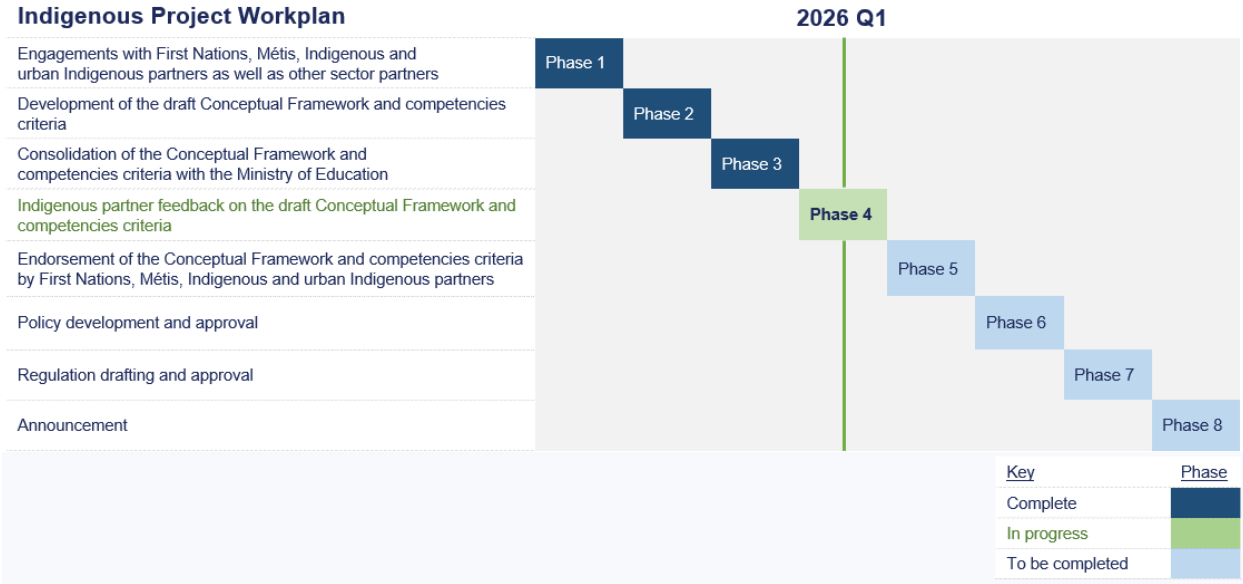 Indigenous Project Workplan
2026 Q1
Engagements with First Nations, Métis, Indigenous and
urban Indigenous partners as well as other sector partners
Phase 1
Development of the draft Conceptual Framework and competencies
criteria
Phase 2
Consolidation of the Conceptual Framework and
competencies criteria with the Ministry of Education
Phase 3
Indigenous partner feedback on the draft Conceptual Framework and
competencies criteria
Phase 4
Endorsement of the Conceptual Framework and competencies criteria
by First Nations, Métis, Indigenous and urban Indigenous partners
Phase 5
Policy development and approval
Phase 6
Regulation drafting and approval
Phase 7
Announcement
Phase 8
Key Phase
Complete
In progress
To be completed